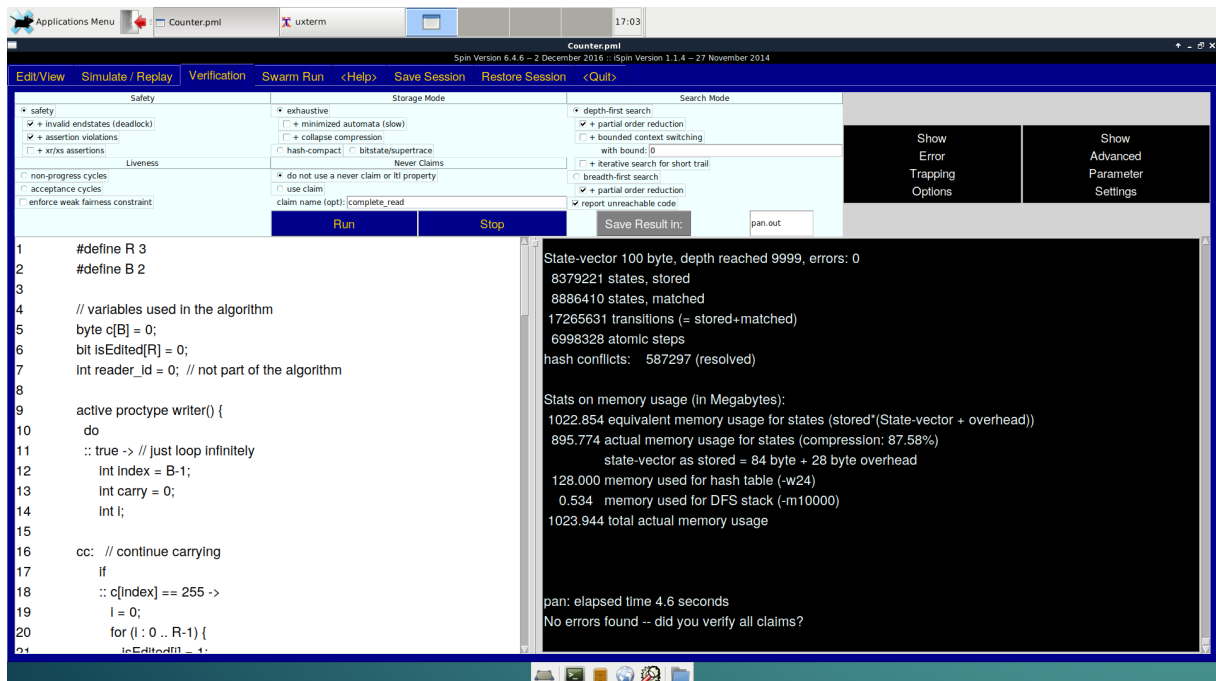 Applications Menu
Counter.pml
uxterm
17:03
Counter.pml
Spin Version 6.4.6 -- 2 December 2016 :: iSpin Version 1.1.4 -- 27 November 2014
Edit/View Simulate / Replay Verification Swarm Run <Help> Save Session Restore Session <Quit>
Safety
safety
+ invalid endstates (deadlock)
+ assertion violations
+ xr/xs assertions
Liveness
non-progress cycles
acceptance cycles
enforce weak fairness constraint
Storage Mode
exhaustive
+ minimized automata (slow)
+ collapse compression
hash-compact bitstate/supertrace
Never Claims
do not use a never claim or ltl property
use claim
claim name (opt): complete_read
Search Mode
depth-first search
+ partial order reduction
+ bounded context switching
with bound: 0
+ iterative search for short trail
breadth-first search
+ partial order reduction
report unreachable code
Run
Stop
Save Result in:
pan.out
Show
Error
Trapping
Options
Show
Advanced
Parameter
Settings
1 #define R 3
2 #define B 2
3
4 // variables used in the algorithm
5 byte c[B] = 0;
6 bit isEdited[R] = 0;
7 int reader_id = 0; // not part of the algorithm
8
9 active proctype writer() {
10 do
11 :: true -> // just loop infinitely
12 int index = B-1;
13 int carry = 0;
14 int i;
15
16 cc: // continue carrying
17 if
18 :: c[index] == 255 ->
19 i = 0;
20 for (i : 0 .. R-1) {
21 isEdited[i] = 1;
State-vector 100 byte, depth reached 9999, errors: 0
8379221 states, stored
8886410 states, matched
17265631 transitions (= stored+matched)
6998328 atomic steps
hash conflicts: 587297 (resolved)
Stats on memory usage (in Megabytes):
1022.854 equivalent memory usage for states (stored*(State-vector + overhead))
895.774 actual memory usage for states (compression: 87.58%)
state-vector as stored = 84 byte + 28 byte overhead
128.000 memory used for hash table (-w24)
0.534 memory used for DFS stack (-m10000)
1023.944 total actual memory usage
pan: elapsed time 4.6 seconds
No errors found -- did you verify all claims?